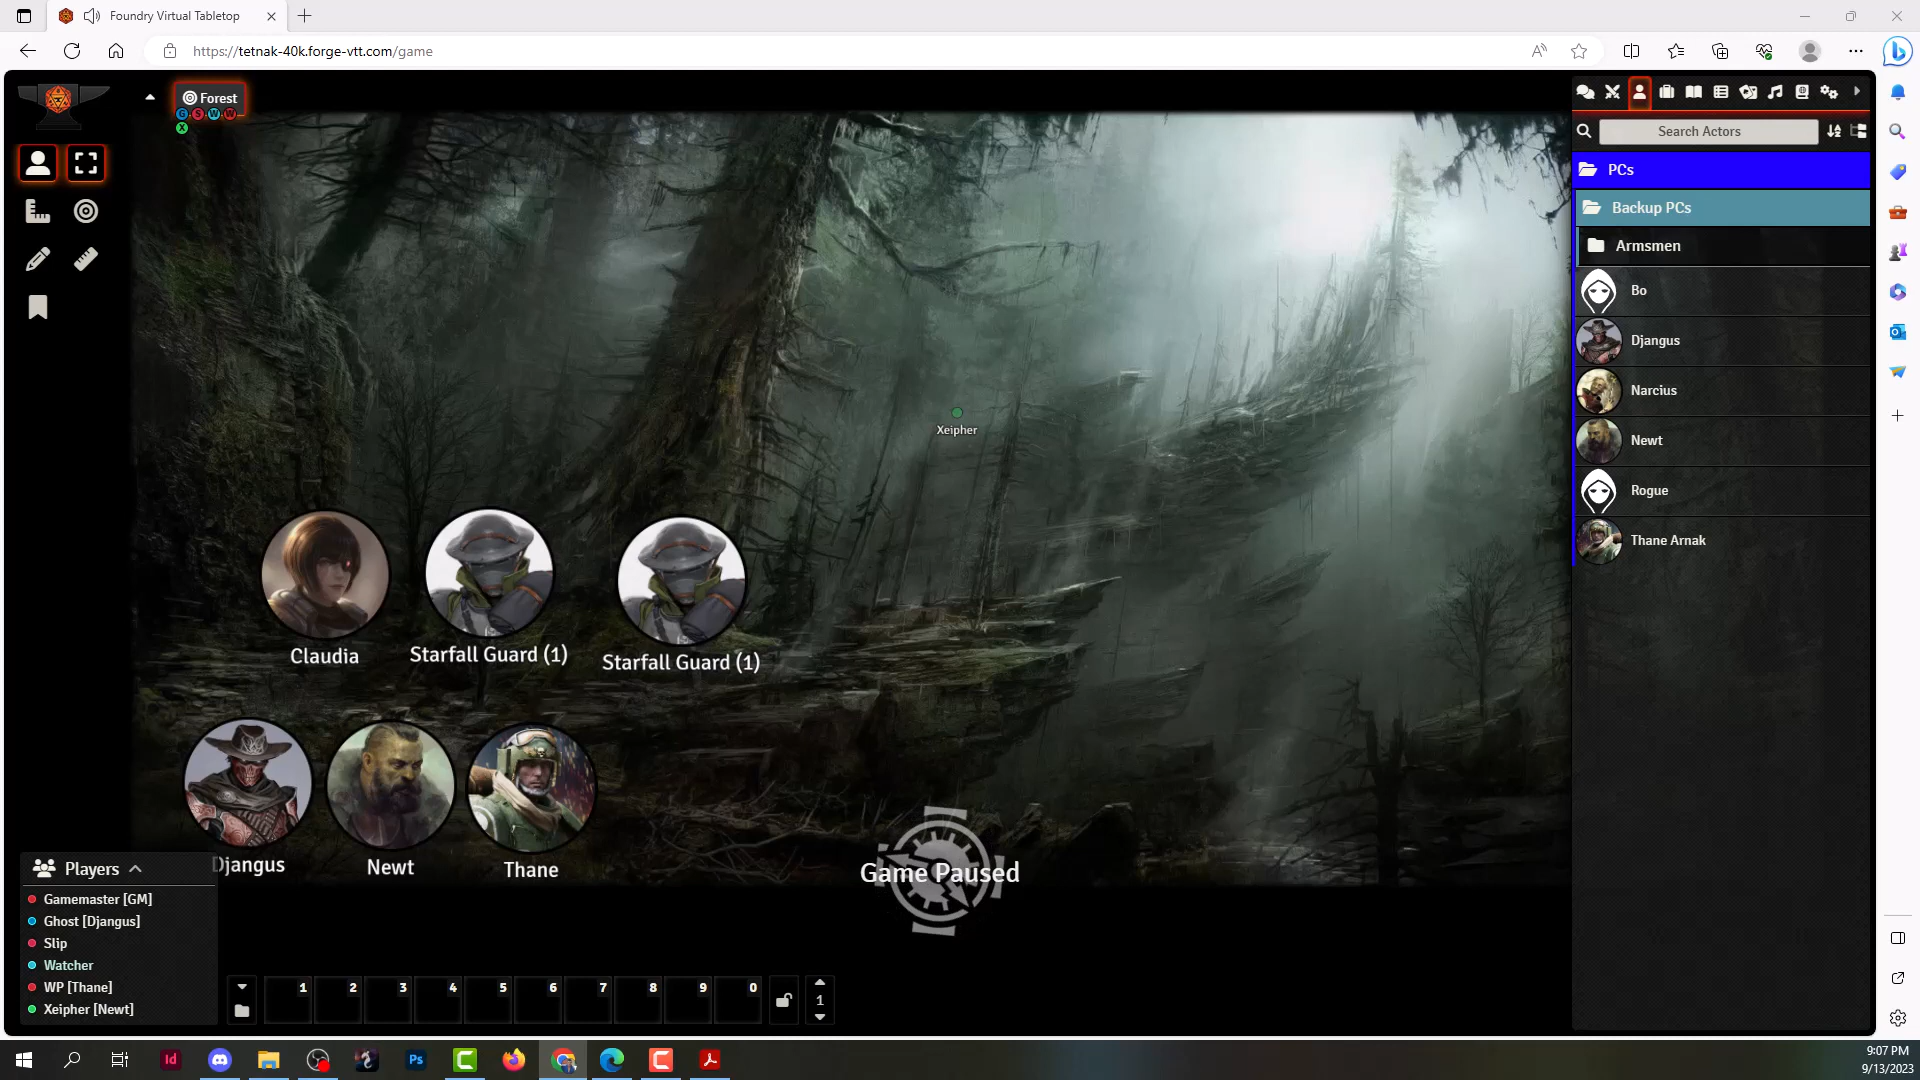 Foundry Virtual Tabletop
https://tetnak-40k.forge-vtt.com/game
Forest
G S W W
X
Search Actors
PCs
Backup PCs
Armsmen
Bo
Djangus
Narcius
Newt
Rogue
Thane Arnak
Xeipher
Claudia
Starfall Guard (1)
Starfall Guard (1)
Djangus
Newt
Thane
Game Paused
Players
Gamemaster [GM]
Ghost [Djangus]
Slip
Watcher
WP [Thane]
Xeipher [Newt]
1 2 3 4 5 6 7 8 9 0
1
Id
Ps
9:07 PM
9/13/2023